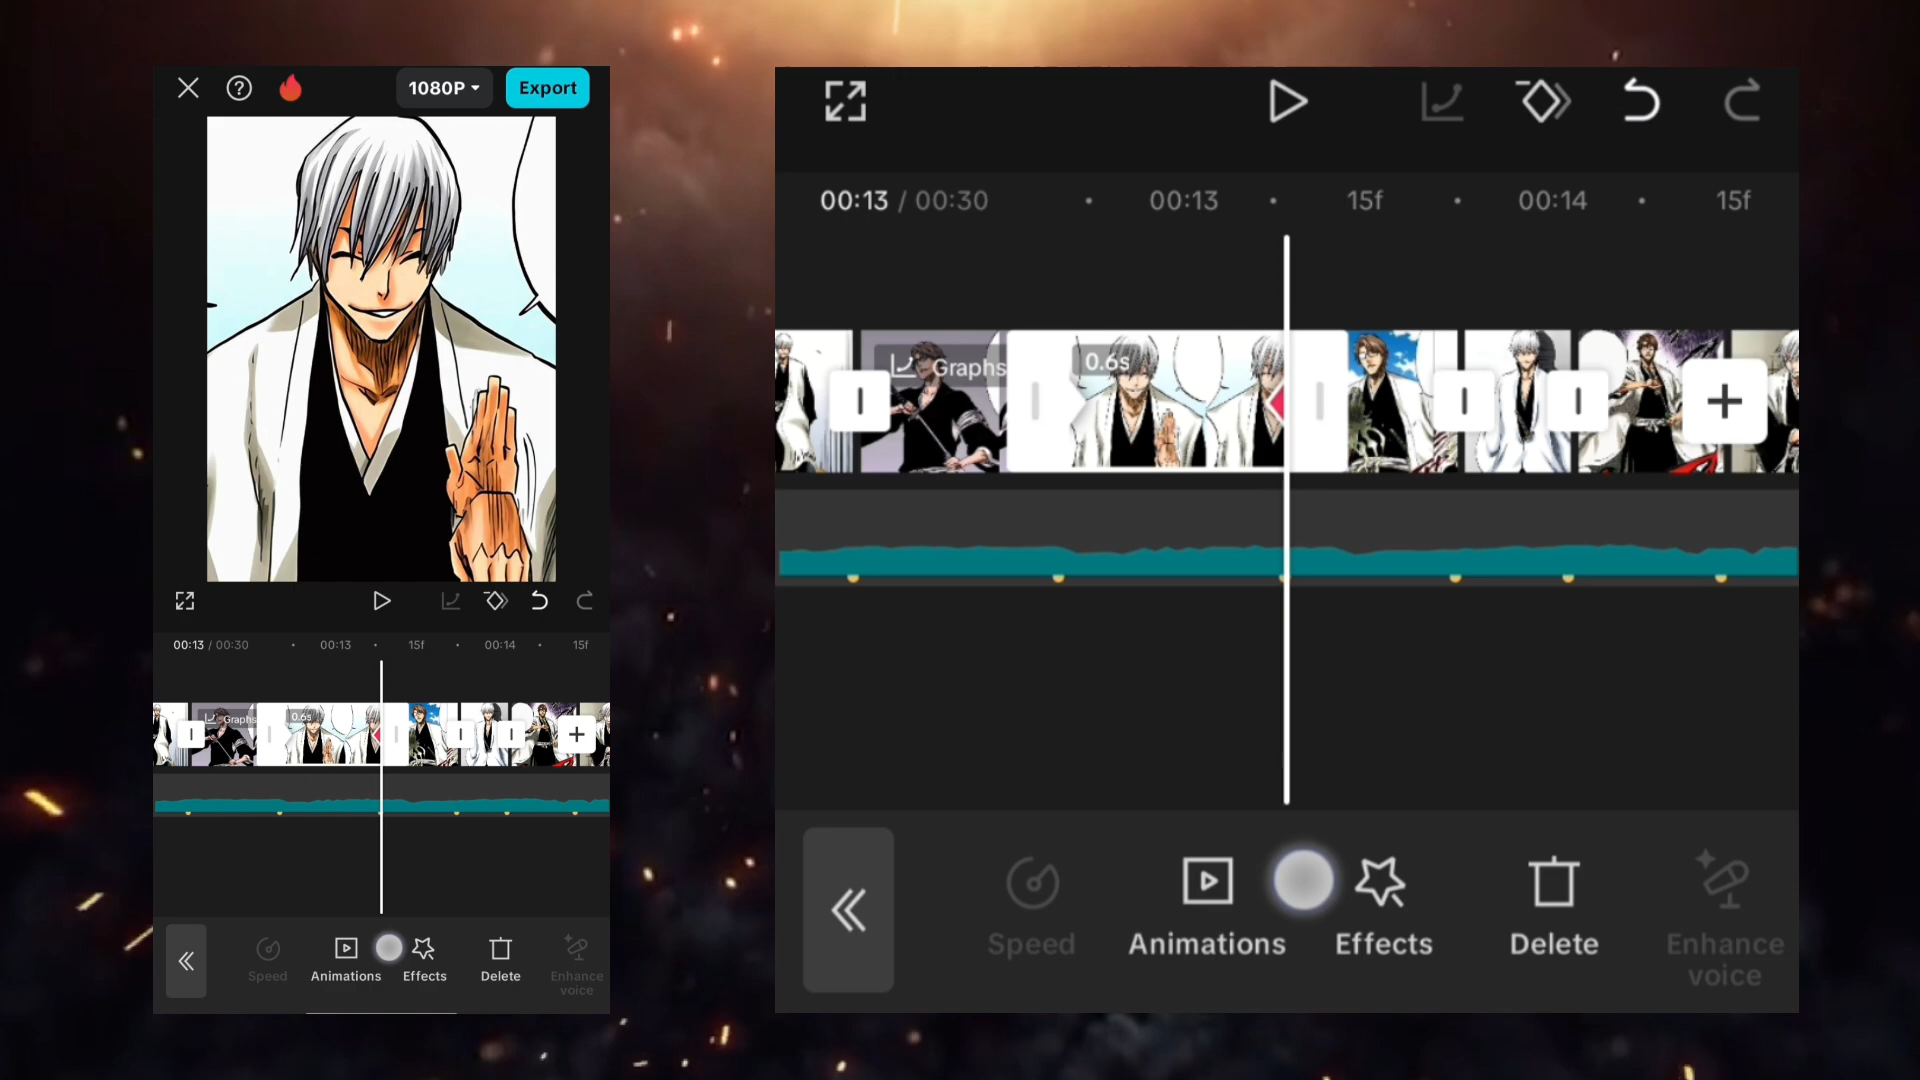 1080P
Export
00:13 / 00:30
00:13
15f
00:14
15f
Graphs
0.6s
Speed
Animations
Effects
Delete
Enhance
voice
00:13 / 00:30
00:13
15f
00:14
15f
Graphs
0.6s
Speed
Animations
Effects
Delete
Enhance
voice